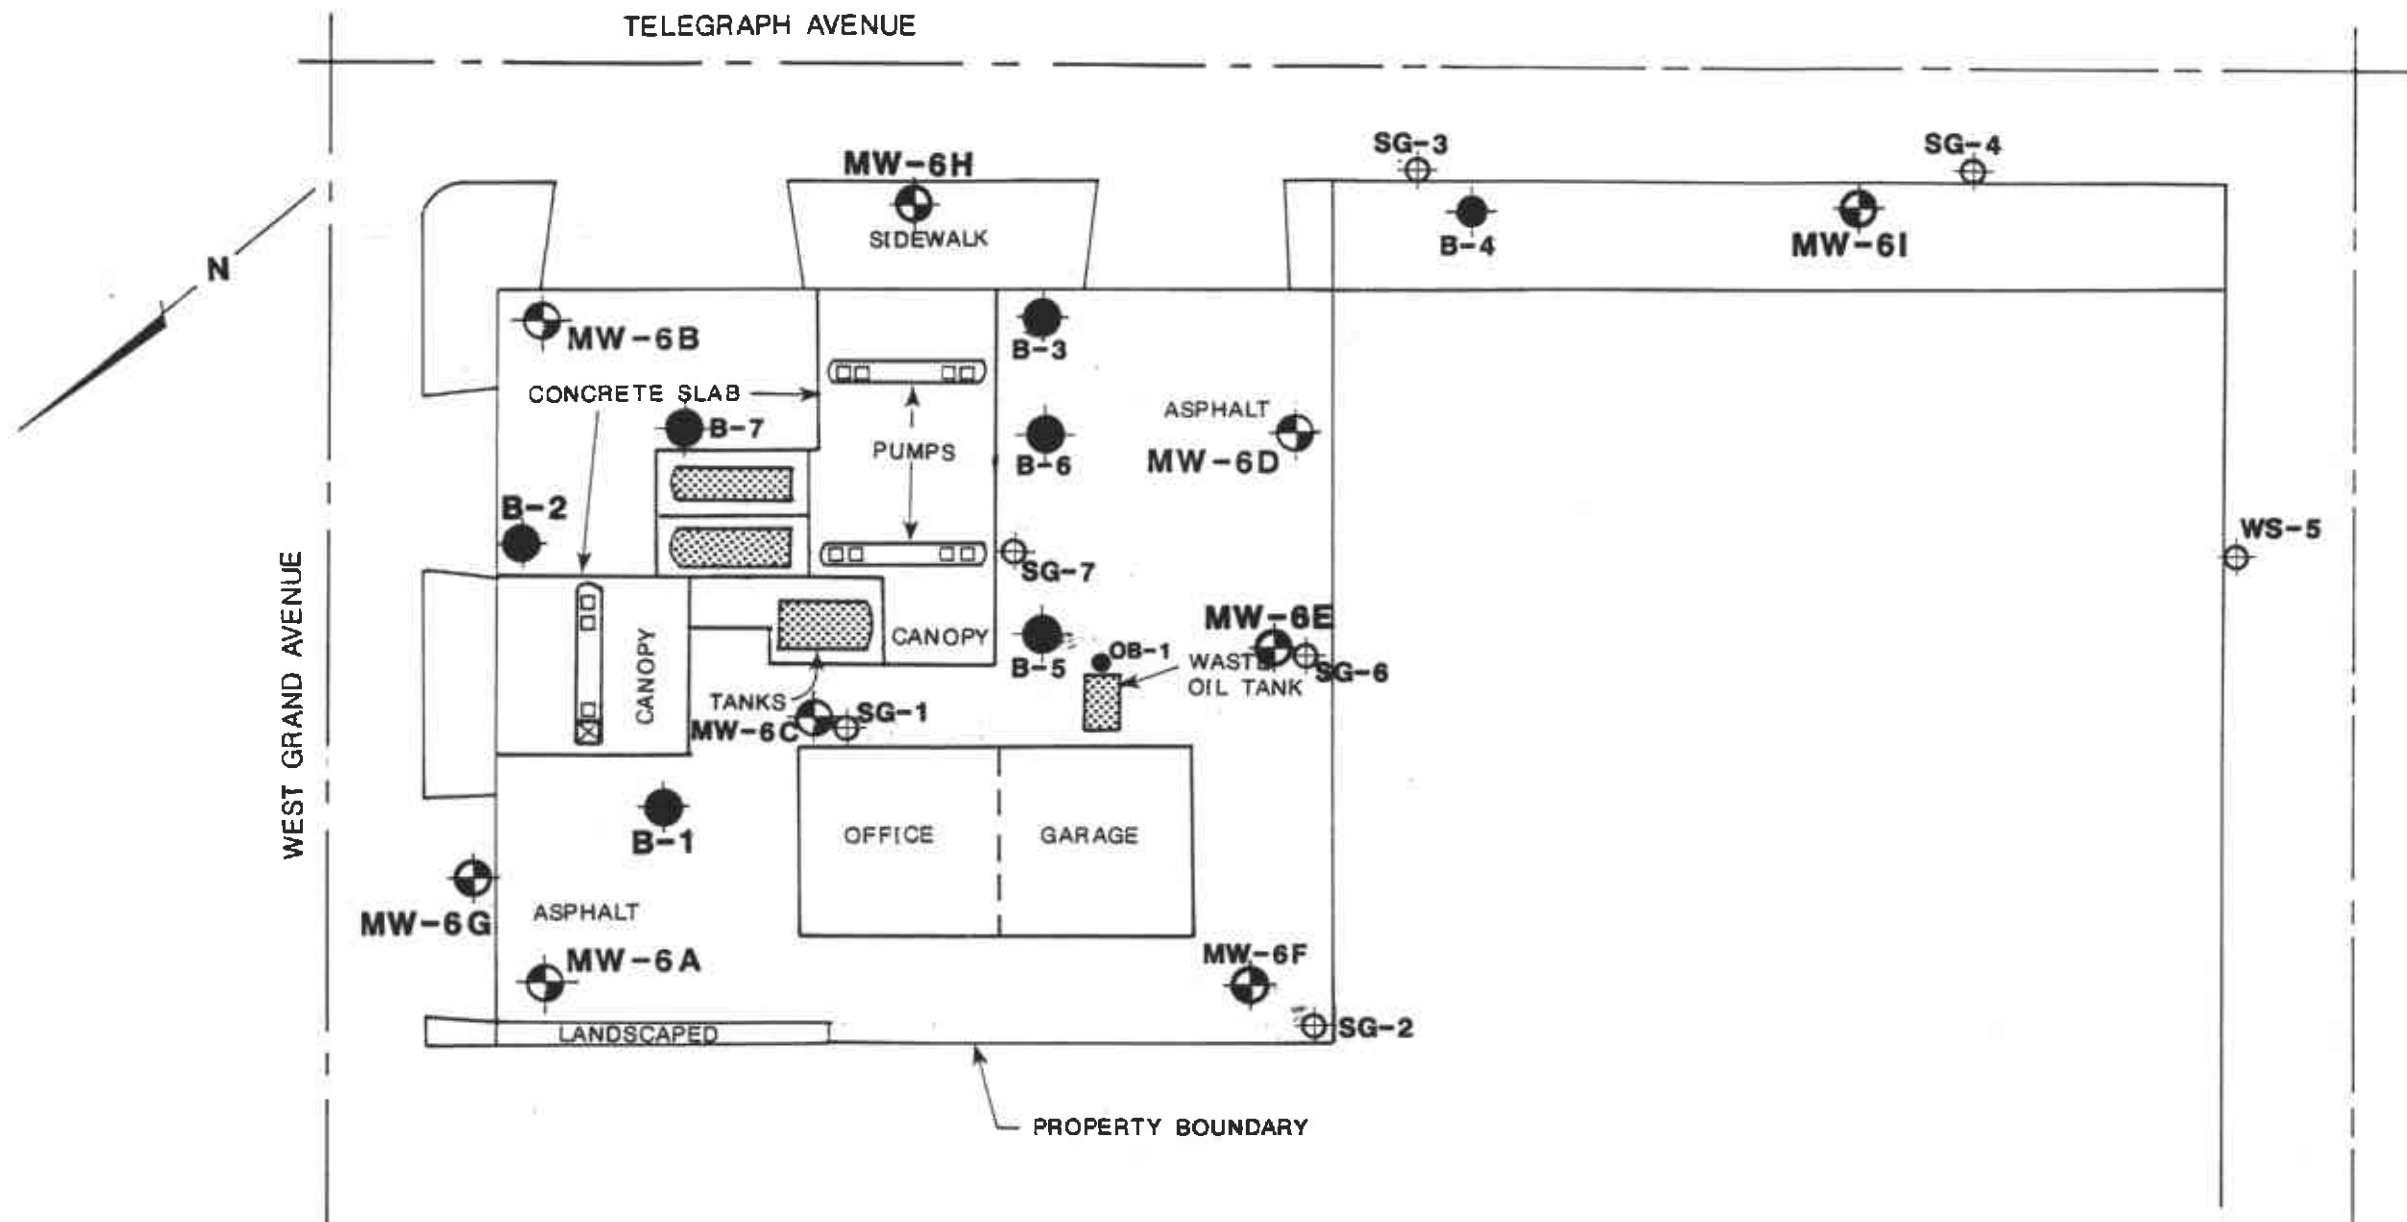 TELEGRAPH AVENUE
SG-3
SG-4
MW-6H
SIDEWALK
B-4
MW-6I
N
MW-6B
B-3
CONCRETE SLAB
ASPHALT
B-7
PUMPS
B-6
MW-6D
B-2
WS-5
SG-7
WEST GRAND AVENUE
MW-6E
CANOPY
CANOPY
B-5
OB-1
WASTE
OIL TANK
SG-6
TANKS
MW-6C
SG-1
B-1
OFFICE
GARAGE
MW-6G
ASPHALT
MW-6A
MW-6F
LANDSCAPED
SG-2
PROPERTY BOUNDARY